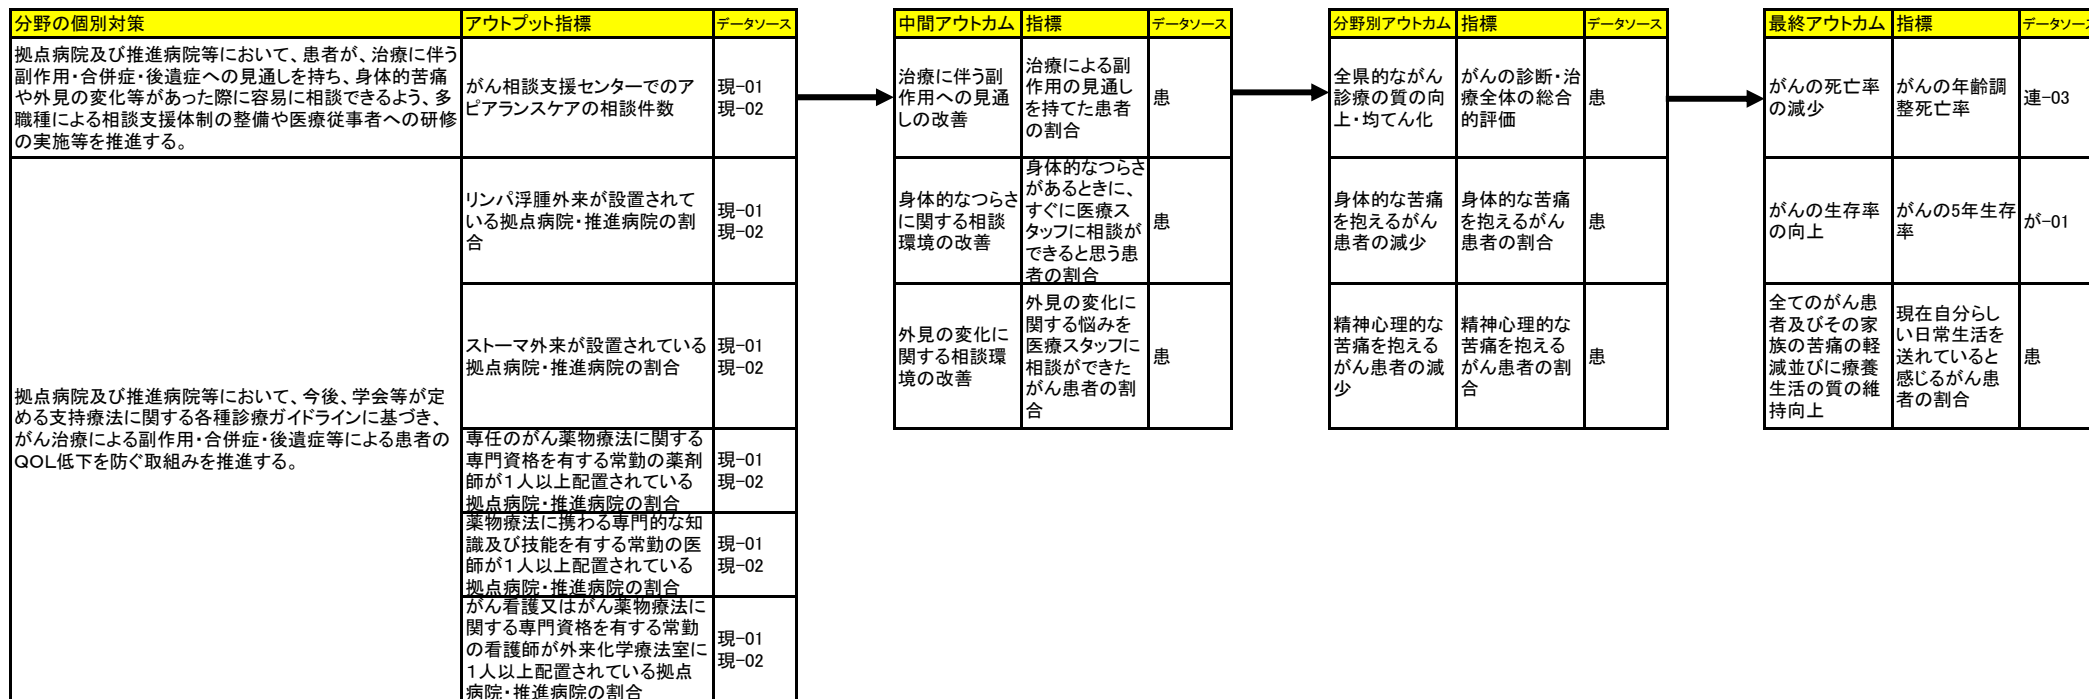 分野の個別対策
アウトプット指標
データソース
拠点病院及び推進病院等において、患者が、治療に伴う
副作用・合併症・後遺症への見通しを持ち、身体的苦痛
や外見の変化等があった際に容易に相談できるよう、多
職種による相談支援体制の整備や医療従事者への研修
の実施等を推進する。
がん相談支援センターでのア
ピアランスケアの相談件数
現-01
現-02
拠点病院及び推進病院等において、今後、学会等が定
める支持療法に関する各種診療ガイドラインに基づき、
がん治療による副作用・合併症・後遺症等による患者の
QOL低下を防ぐ取組みを推進する。
リンパ浮腫外来が設置されて
いる拠点病院・推進病院の割
合
現-01
現-02
ストーマ外来が設置されている
拠点病院・推進病院の割合
現-01
現-02
専任のがん薬物療法に関する
専門資格を有する常勤の薬剤
師が1人以上配置されている
拠点病院・推進病院の割合
現-01
現-02
薬物療法に携わる専門的な知
識及び技能を有する常勤の医
師が1人以上配置されている
拠点病院・推進病院の割合
現-01
現-02
がん看護又はがん薬物療法に
関する専門資格を有する常勤
の看護師が外来化学療法室に
1人以上配置されている拠点
病院・推進病院の割合
現-01
現-02
中間アウトカム
指標
データソース
治療に伴う副
作用への見通
しの改善
治療による副
作用の見通し
を持てた患者
の割合
患
身体的なつらさ
に関する相談
環境の改善
身体的なつらさ
があるときに、
すぐに医療ス
タッフに相談が
できると思う患
者の割合
患
外見の変化に
関する相談環
境の改善
外見の変化に
関する悩みを
医療スタッフに
相談ができた
がん患者の割
合
患
分野別アウトカム
指標
データソース
全県的ながん
診療の質の向
上・均てん化
がんの診断・治
療全体の総合
的評価
患
身体的な苦痛
を抱えるがん
患者の減少
身体的な苦痛
を抱えるがん
患者の割合
患
精神心理的な
苦痛を抱える
がん患者の減
少
精神心理的な
苦痛を抱える
がん患者の割
合
患
最終アウトカム
指標
データソース
がんの死亡率
の減少
がんの年齢調
整死亡率
連-03
がんの生存率
の向上
がんの5年生存
率
が-01
全てのがん患
者及びその家
族の苦痛の軽
減並びに療養
生活の質の維
持向上
現在自分らし
い日常生活を
送れていると
感じるがん患
者の割合
患